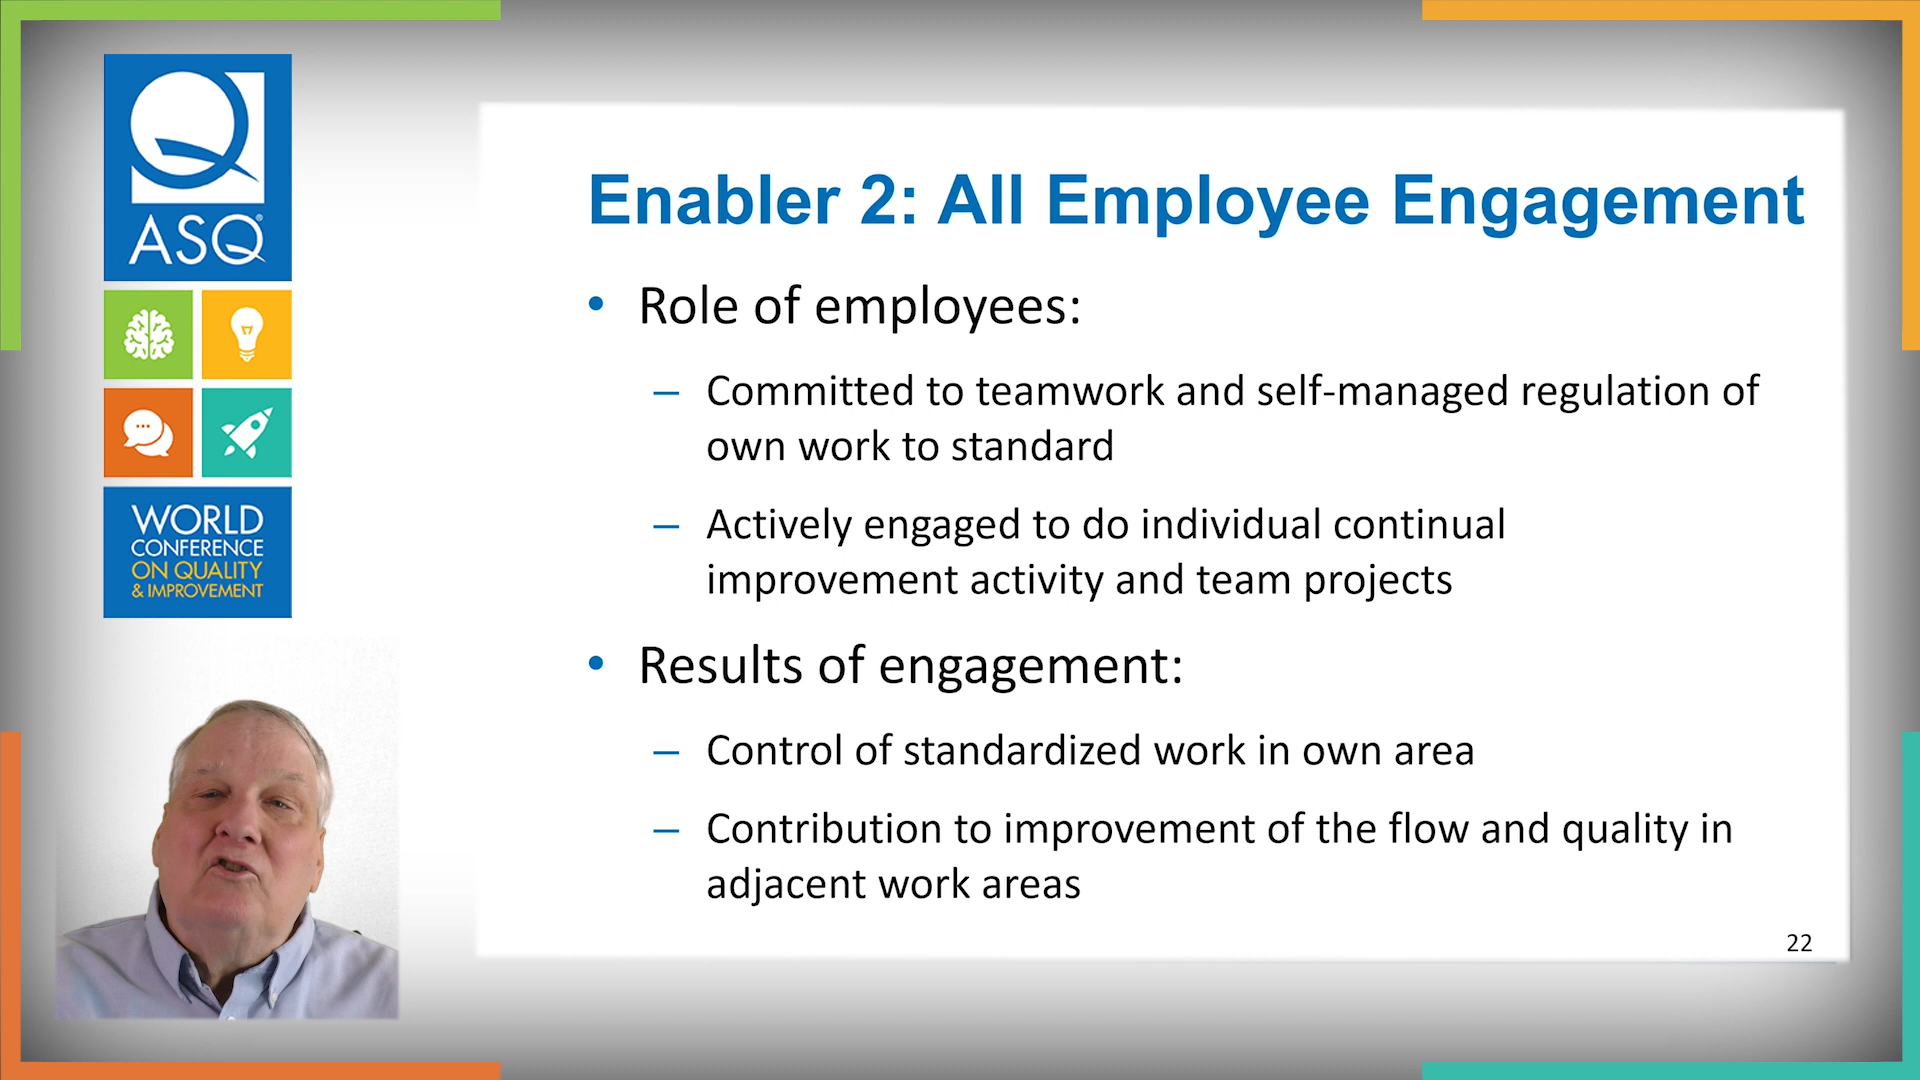 ASQ
WORLD
CONFERENCE
ON QUALITY
& IMPROVEMENT
Enabler 2: All Employee Engagement
• Role of employees:
– Committed to teamwork and self-managed regulation of
own work to standard
– Actively engaged to do individual continual
improvement activity and team projects
• Results of engagement:
– Control of standardized work in own area
– Contribution to improvement of the flow and quality in
adjacent work areas
22